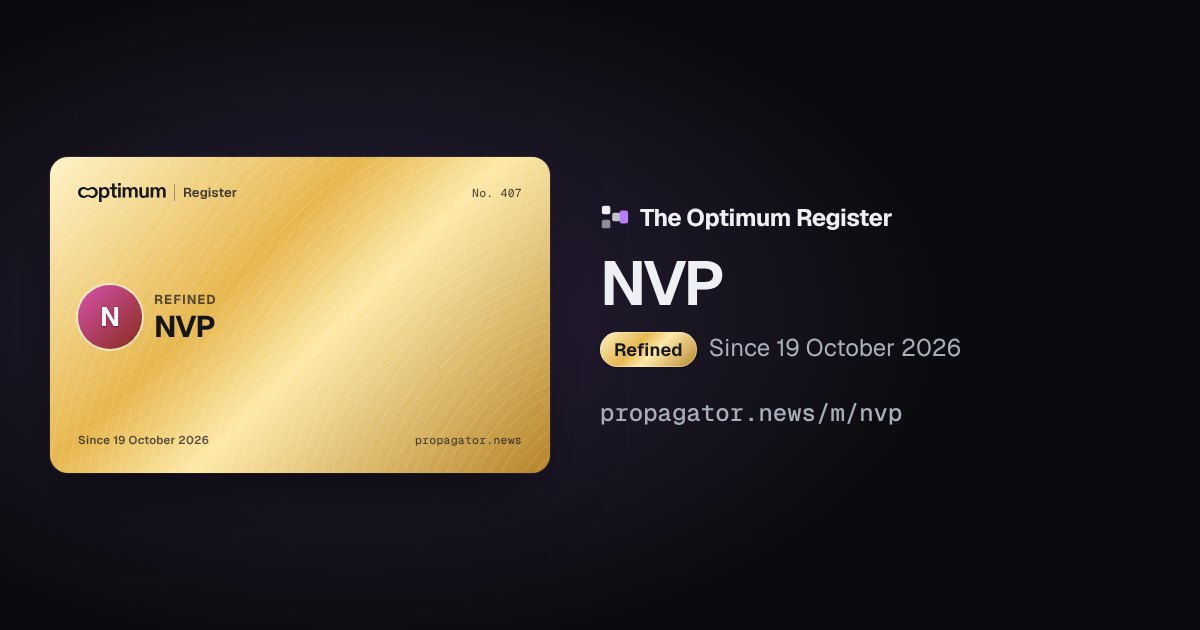 optimum | Register
No. 407
N
REFINED
NVP
Since 19 October 2026
propagator.news
The Optimum Register
NVP
Refined
Since 19 October 2026
propagator.news/m/nvp